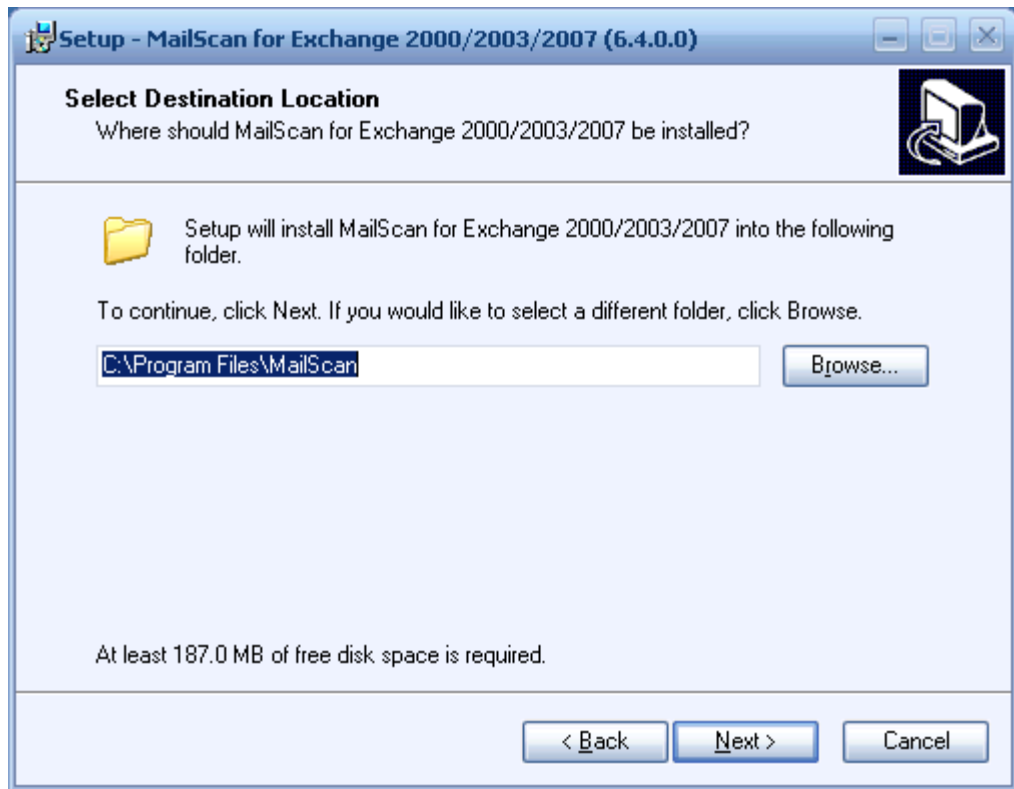 Setup - MailScan for Exchange 2000/2003/2007 (6.4.0.0)
Select Destination Location
Where should MailScan for Exchange 2000/2003/2007 be installed?
Setup will install MailScan for Exchange 2000/2003/2007 into the following
folder.
To continue, click Next. If you would like to select a different folder, click Browse.
C:\Program Files\MailScan
Browse...
At least 187.0 MB of free disk space is required.
< Back
Next >
Cancel